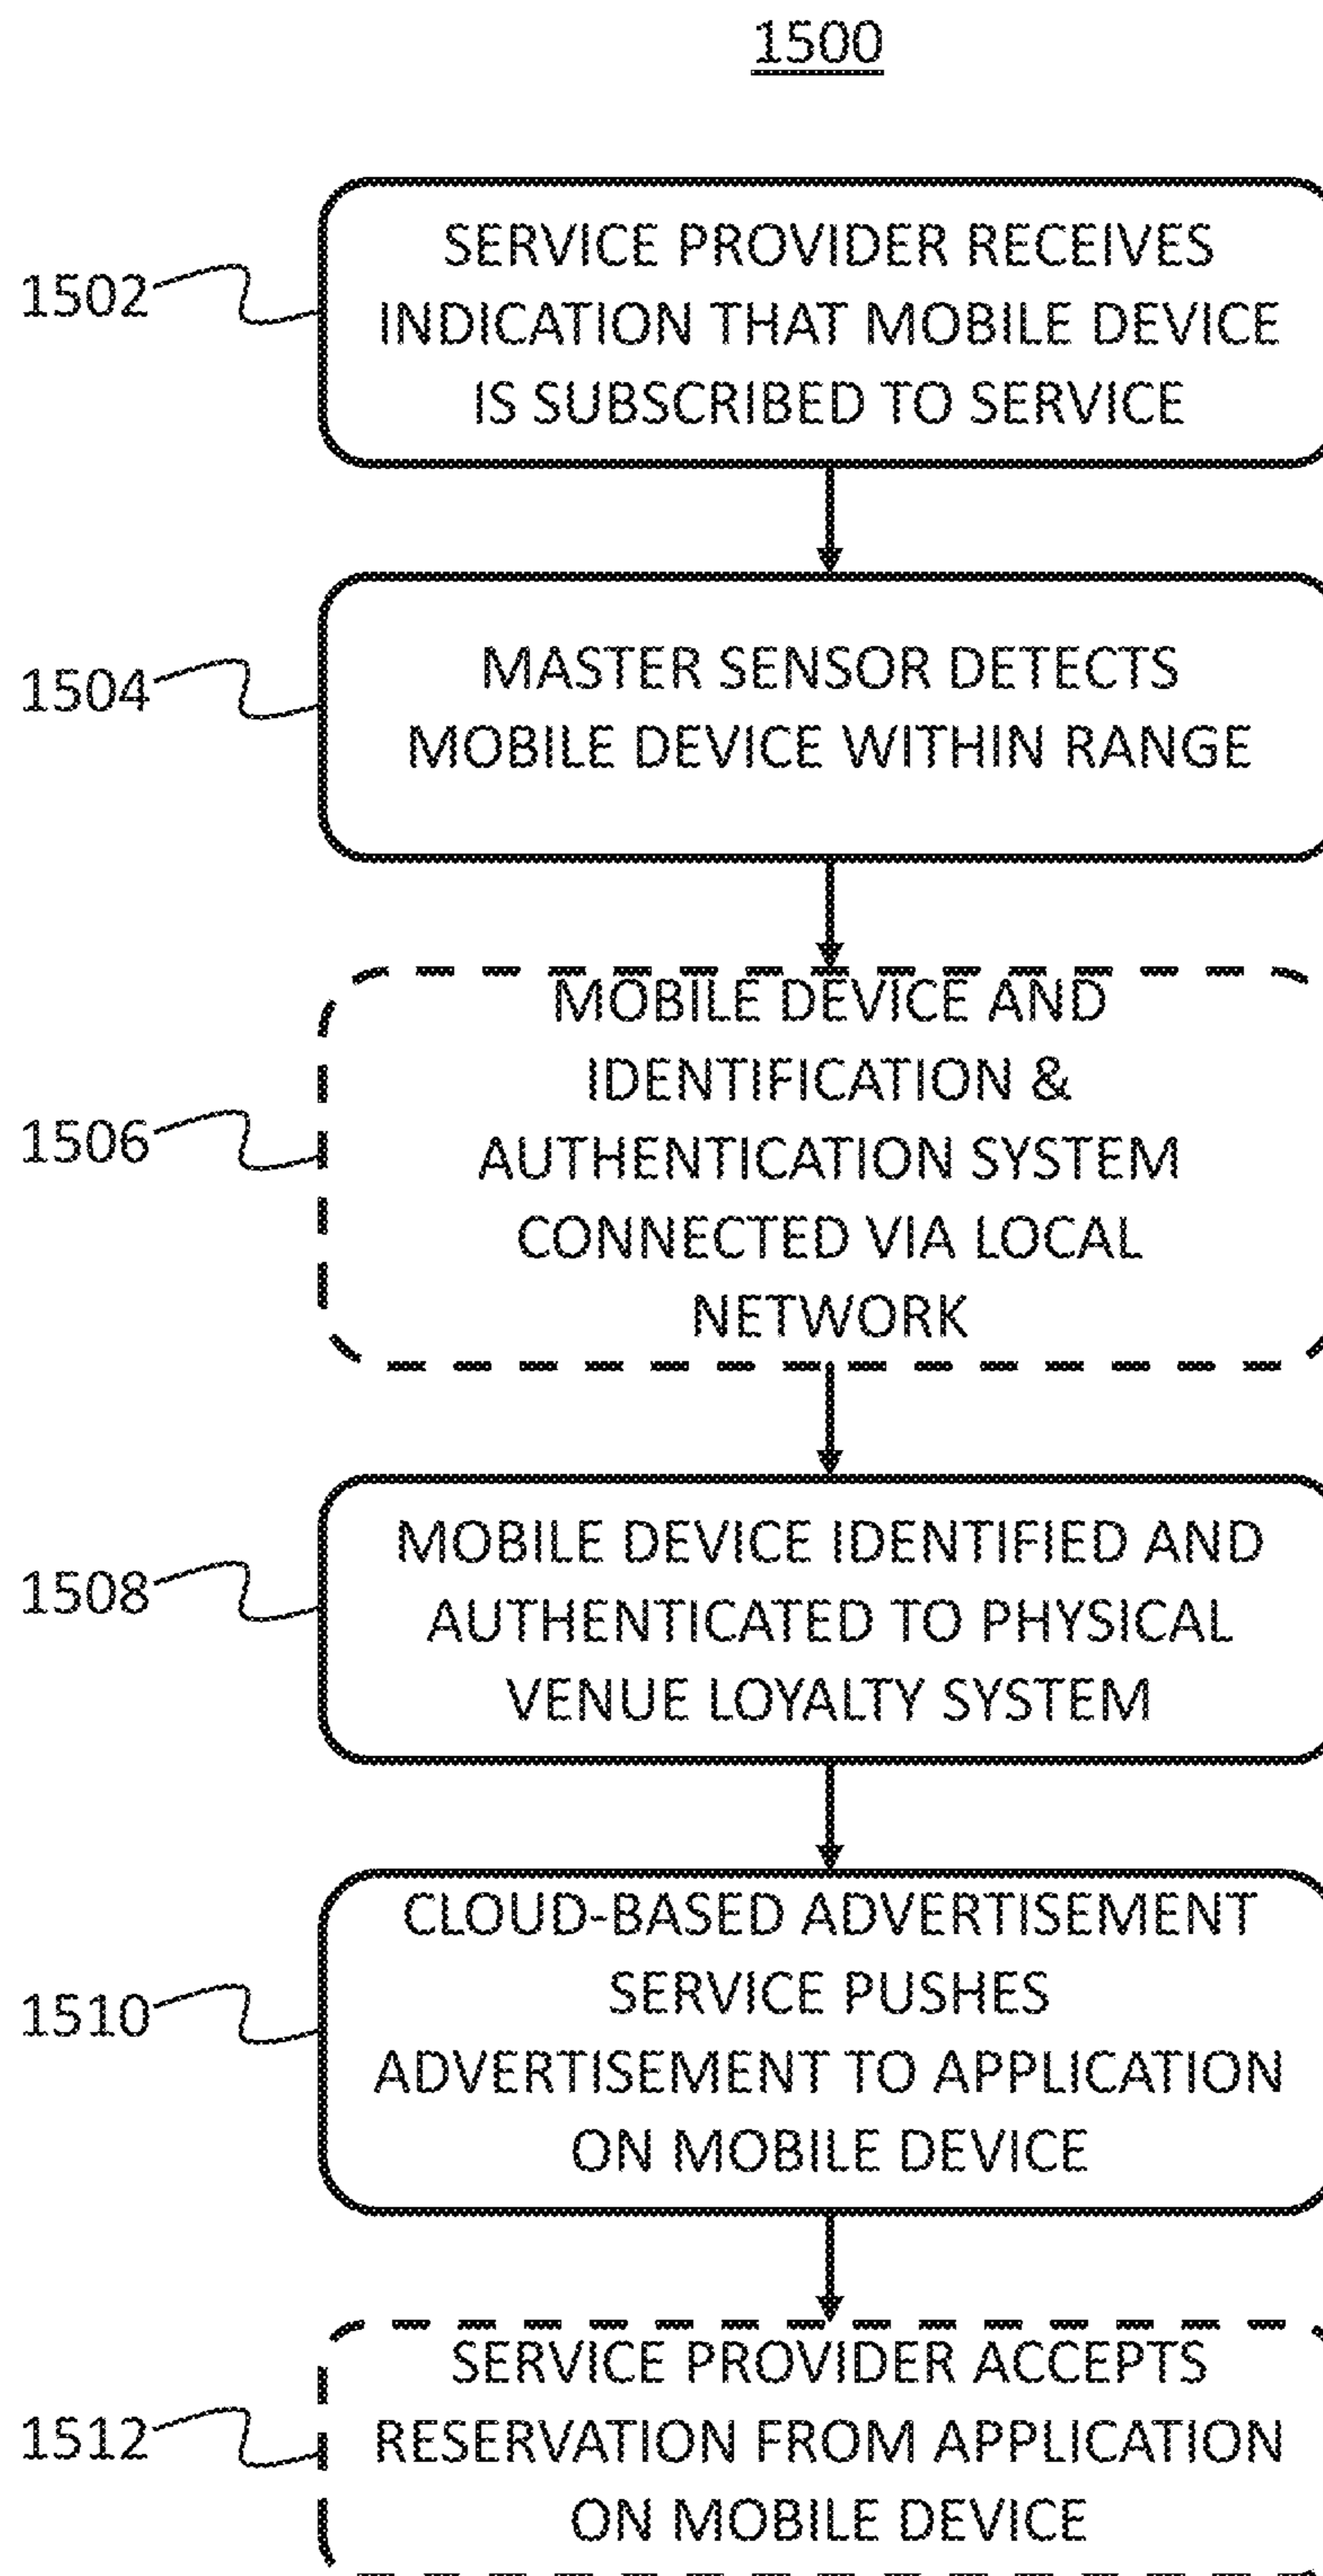 1500
1502
SERVICE PROVIDER RECEIVES
INDICATION THAT MOBILE DEVICE
IS SUBSCRIBED TO SERVICE
1504
MASTER SENSOR DETECTS
MOBILE DEVICE WITHIN RANGE
1506
MOBILE DEVICE AND
IDENTIFICATION &
AUTHENTICATION SYSTEM
CONNECTED VIA LOCAL
NETWORK
1508
MOBILE DEVICE IDENTIFIED AND
AUTHENTICATED TO PHYSICAL
VENUE LOYALTY SYSTEM
1510
CLOUD-BASED ADVERTISEMENT
SERVICE PUSHES
ADVERTISEMENT TO APPLICATION
ON MOBILE DEVICE
1512
SERVICE PROVIDER ACCEPTS
RESERVATION FROM APPLICATION
ON MOBILE DEVICE